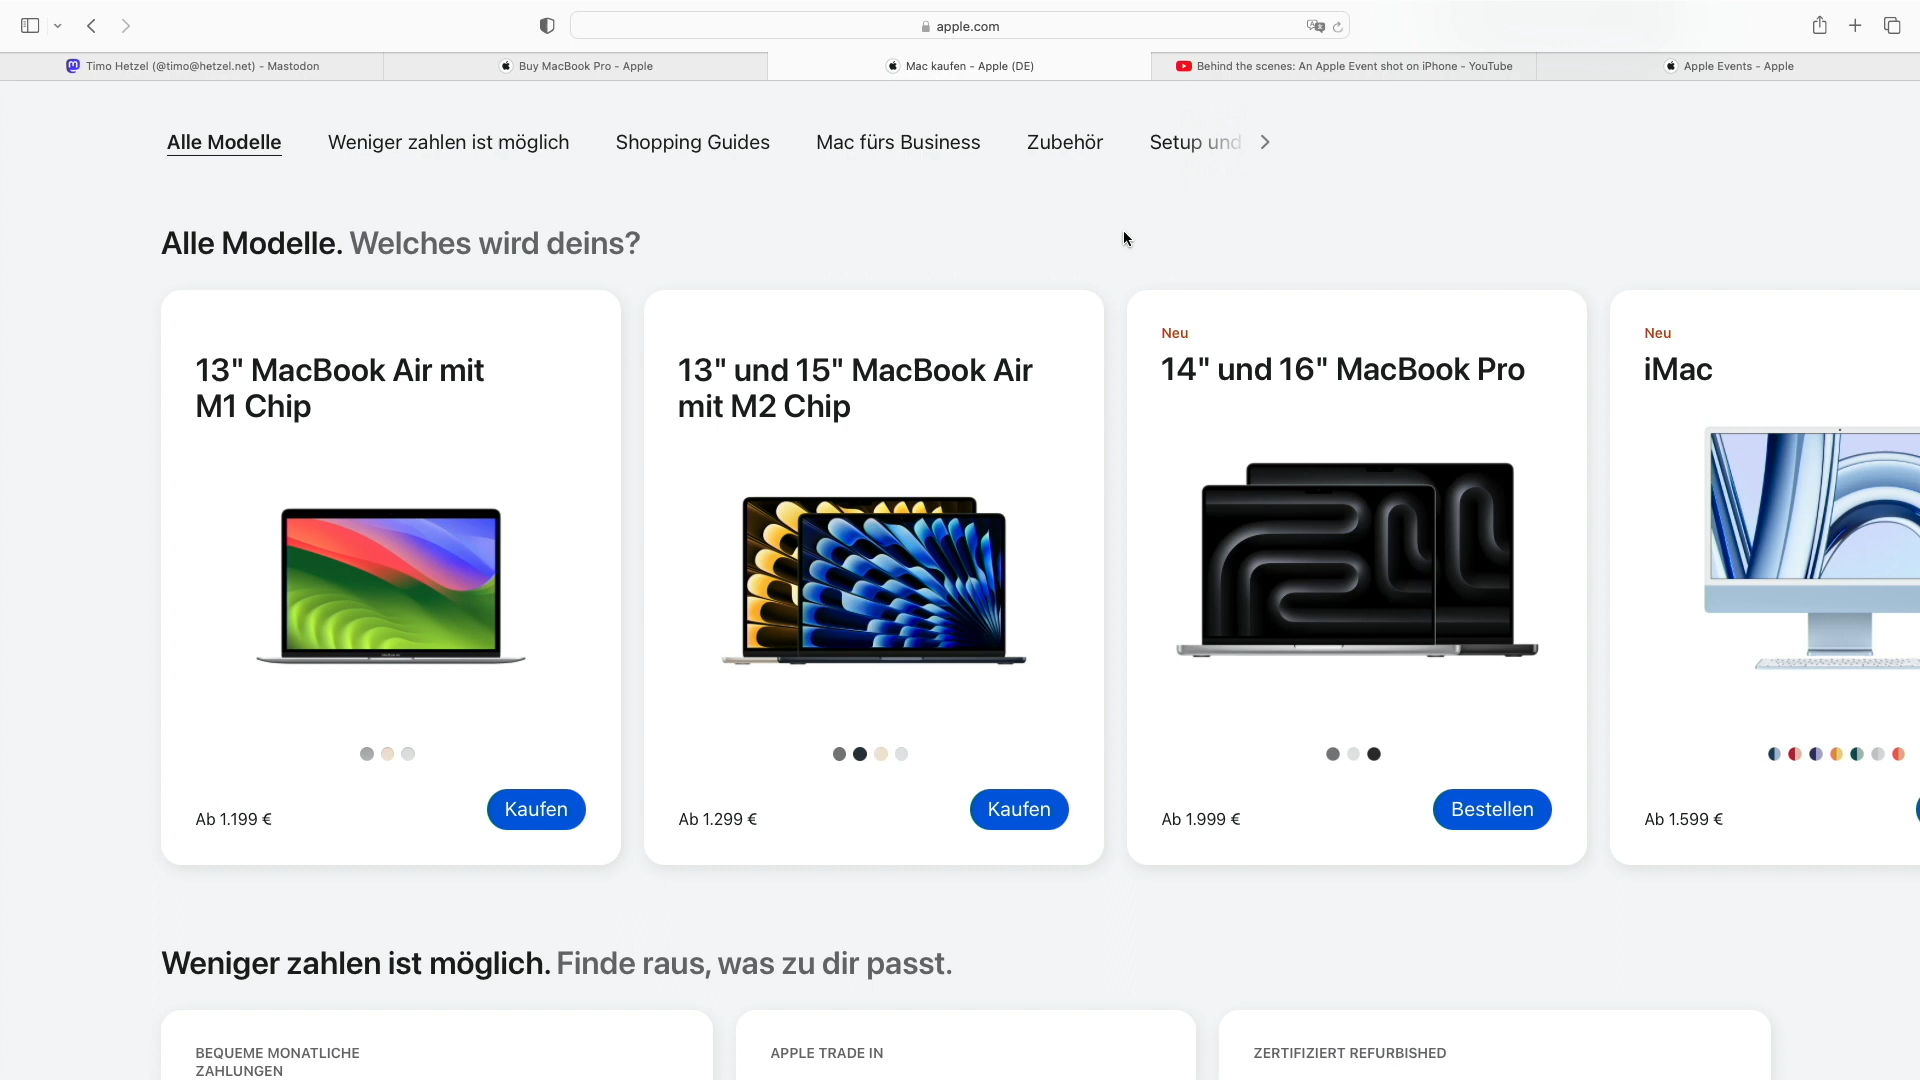 apple.com
Timo Hetzel (@timo@hetzel.net) - Mastodon
Buy MacBook Pro - Apple
Mac kaufen - Apple (DE)
Behind the scenes: An Apple Event shot on iPhone - YouTube
Apple Events - Apple
Alle Modelle
Weniger zahlen ist möglich
Shopping Guides
Mac fürs Business
Zubehör
Setup und
Alle Modelle. Welches wird deins?
13" MacBook Air mit
M1 Chip
Ab 1.199 €
Kaufen
13" und 15" MacBook Air
mit M2 Chip
Ab 1.299 €
Kaufen
Neu
14" und 16" MacBook Pro
Ab 1.999 €
Bestellen
Neu
iMac
Ab 1.599 €
Weniger zahlen ist möglich. Finde raus, was zu dir passt.
BEQUEME MONATLICHE
ZAHLUNGEN
APPLE TRADE IN
ZERTIFIZIERT REFURBISHED